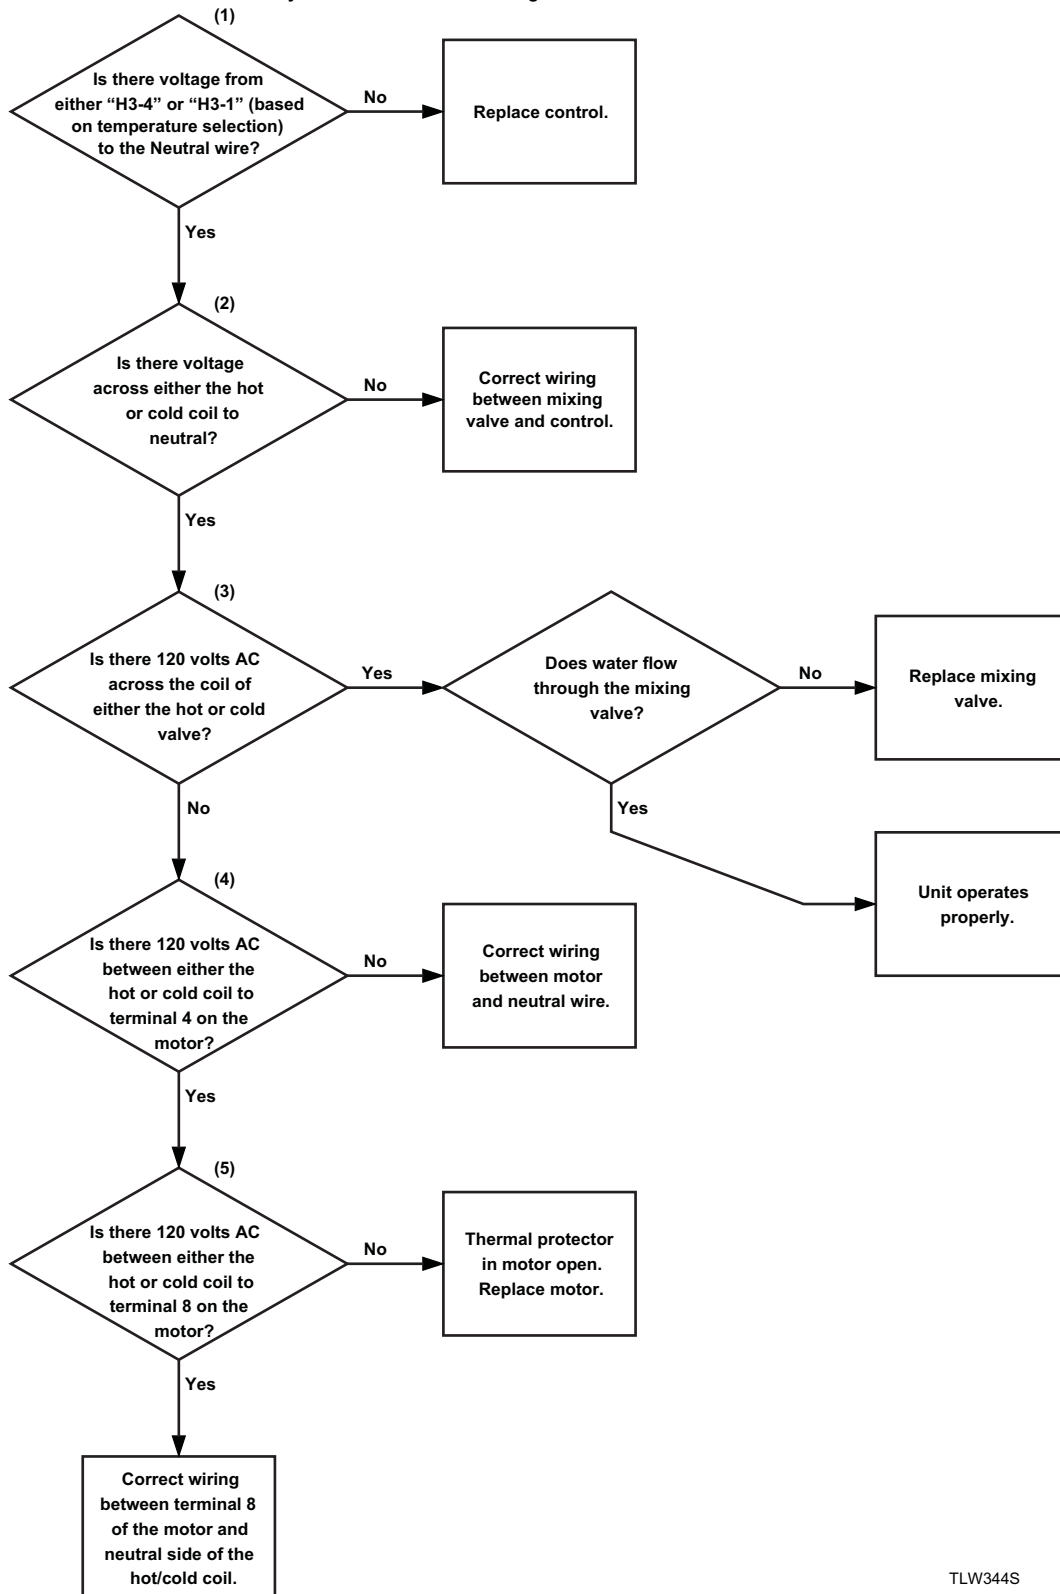 (1)
Is there voltage from
either “H3-4” or “H3-1” (based
on temperature selection)
to the Neutral wire?
No
Replace control.
Yes
(2)
Is there voltage
across either the hot
or cold coil to
neutral?
No
Correct wiring
between mixing
valve and control.
Yes
(3)
Is there 120 volts AC
across the coil of
either the hot or cold
valve?
Yes
Does water flow
through the mixing
valve?
No
Replace mixing
valve.
Yes
Unit operates
properly.
No
(4)
Is there 120 volts AC
between either the
hot or cold coil to
terminal 4 on the
motor?
No
Correct wiring
between motor
and neutral wire.
Yes
(5)
Is there 120 volts AC
between either the
hot or cold coil to
terminal 8 on the
motor?
No
Thermal protector
in motor open.
Replace motor.
Yes
Correct wiring
between terminal 8
of the motor and
neutral side of the
hot/cold coil.
TLW344S